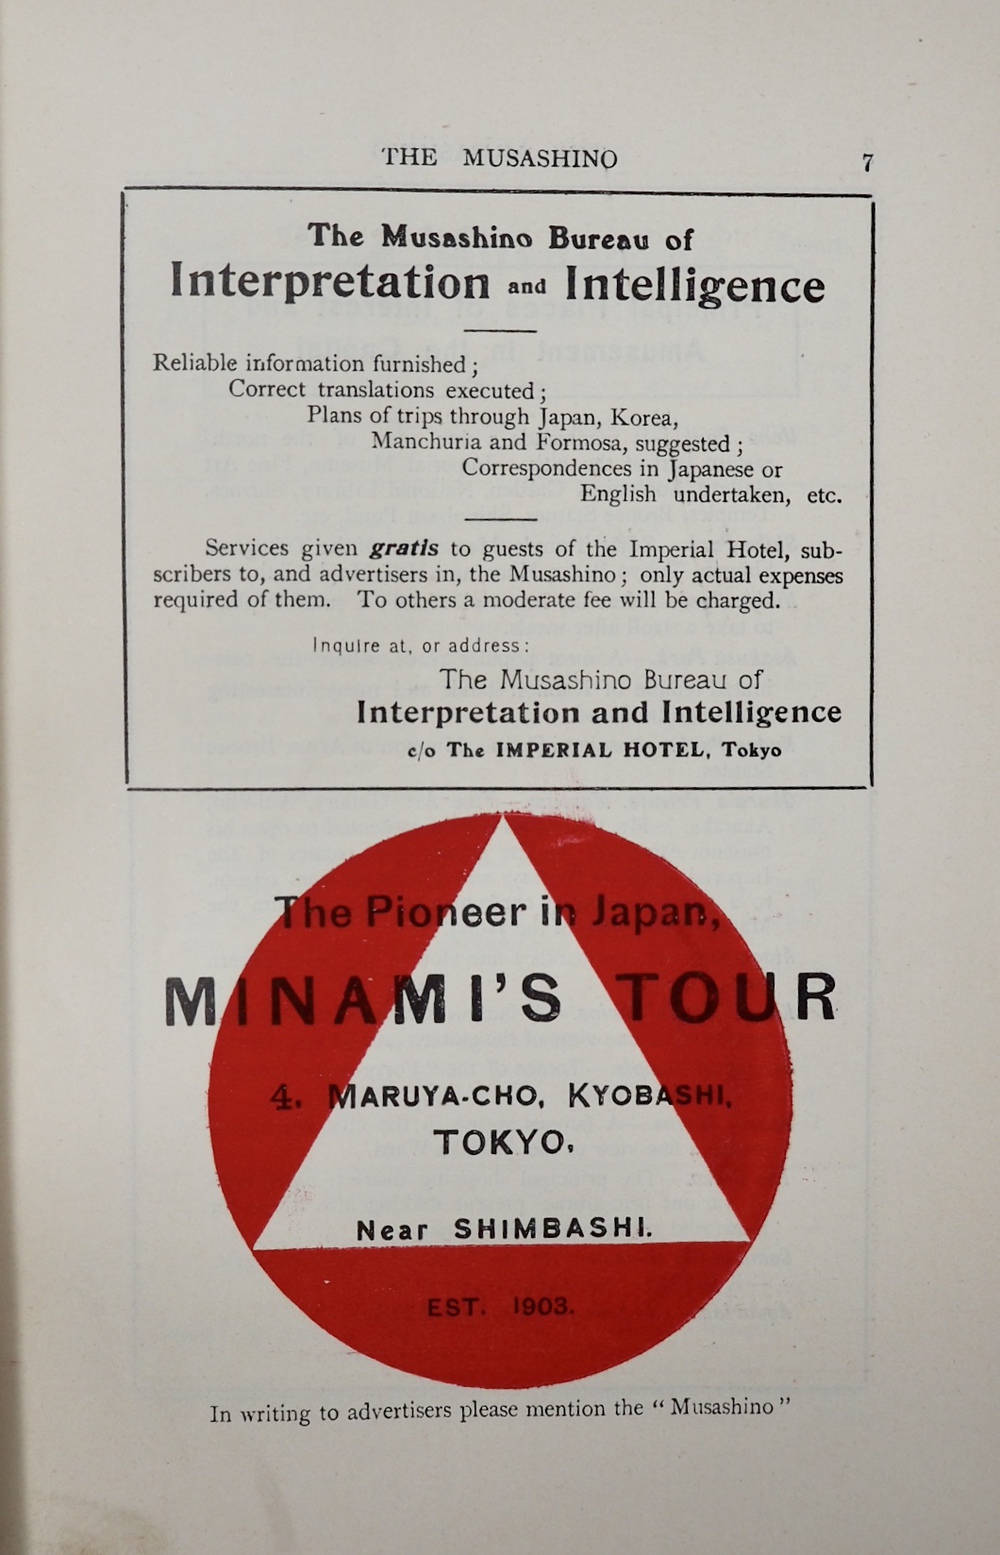 THE MUSASHINO 7
The Musashino Bureau of
Interpretation and Intelligence
Reliable information furnished ;
Correct translations executed ;
Plans of trips through Japan, Korea,
Manchuria and Formosa, suggested ;
Correspondences in Japanese or
English undertaken, etc.
Services given gratis to guests of the Imperial Hotel, sub-
scribers to, and advertisers in, the Musashino ; only actual expenses
required of them. To others a moderate fee will be charged.
Inquire at, or address :
The Musashino Bureau of
Interpretation and Intelligence
c/o The IMPERIAL HOTEL, Tokyo
The Pioneer in Japan,
MINAMI'S TOUR
4. MARUYA-CHO, KYOBASHI,
TOKYO,
Near SHIMBASHI.
EST. 1903.
In writing to advertisers please mention the “ Musashino ”